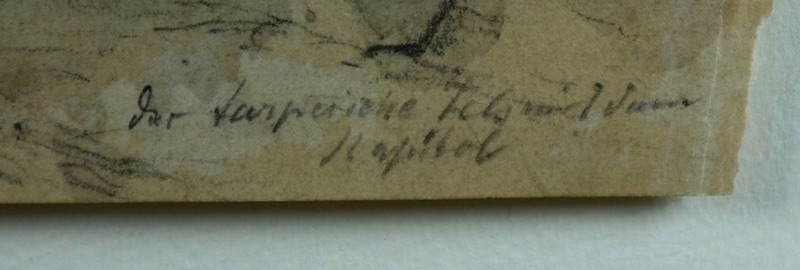 der tarpeische Fels mit dem
Kapitol